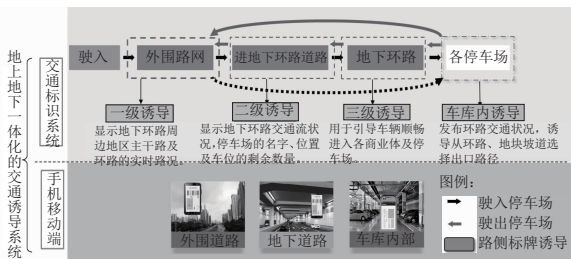 地上地下一体化的交通诱导系统
交通标识系统
驶入
外围路网
进地下环路道路
地下环路
各停车场
一级诱导
显示地下环路周
边地区主干路及
环路的实时路况。
二级诱导
显示地下环路交通流状
况,停车场的名字、位置
及车位的剩余数量。
三级诱导
用于引导车辆顺畅
进入各商业体及停
车场。
车库内诱导
发布环路交通状况，诱
导从环路、地块坡道选
择出口路径
手机移动端
外围道路
地下道路
车库内部
图例：
驶入停车场
驶出停车场
路侧标牌诱导